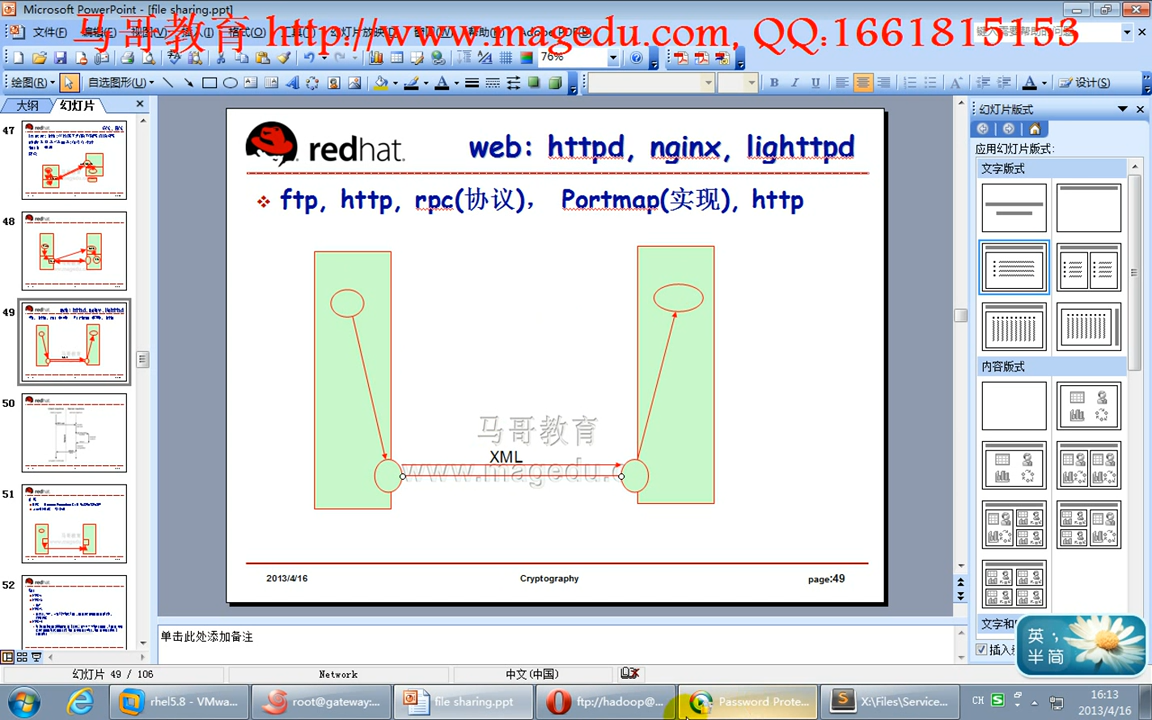 Microsoft PowerPoint - [file sharing.ppt]
马哥教育 http://www.magedu.com, QQ:1661815153
文件(F)
76%
绘图(R)
自选图形(U)
设计(S)
大纲
幻灯片
幻灯片版式
应用幻灯片版式:
文字版式
内容版式
47
48
49
50
51
52
redhat.
web: httpd, nginx, lighttpd
ftp, http, rpc(协议), Portmap(实现), http
马哥教育
XML
www.magedu.c
2013/4/16
Cryptography
page:49
单击此处添加备注
英
半简
幻灯片 49 / 106
Network
中文(中国)
rhel5.8 - VMwa...
root@gateway:...
file sharing.ppt
ftp://hadoop@...
Password Prote...
X:\Files\Service...
CH
16:13
2013/4/16